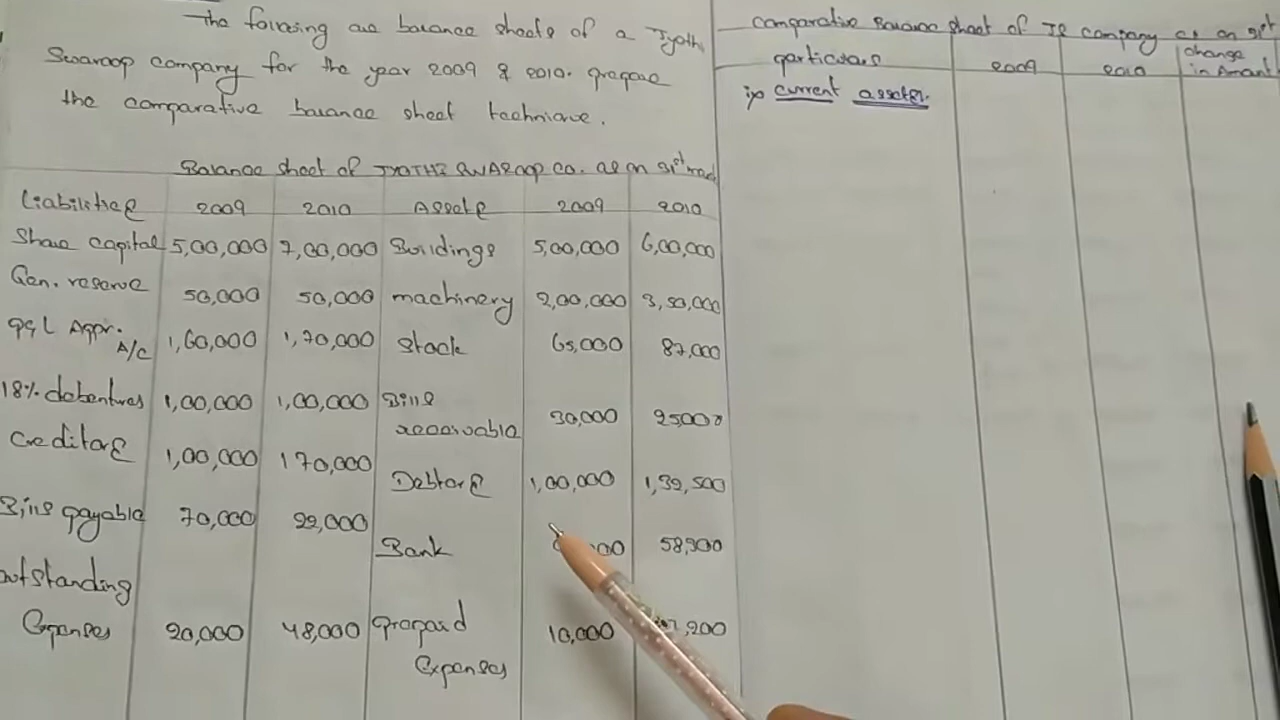 The following are balance sheets of a Jyothi
Swaroop company for the year 2009 & 2010. prepare
the comparative balance sheet technique.
Balance sheet of JYOTHI SWAROOP co. as on 31st
Liabilities 2009 2010 Assets 2009 2010
Share capital 5,00,000 7,00,000 Buildings 5,00,000 6,00,000
Gen. reserve 50,000 50,000 machinery 2,00,000 3,50,000
P&L Appr. A/C 1,60,000 1,70,000 Stock 65,000 87,000
18% debentures 1,00,000 1,00,000 Bills receivable 30,000
Creditors 1,00,000 170,000 Debtors 1,00,000 1,39,500
Bills payable 70,000 22,000 Bank 58,300
outstanding
Expenses 20,000 48,000 prepaid 10,000
Expenses
comparative Balance sheet of JS company as on 31st
particulars 2009 2010 change in Amount
current assets.